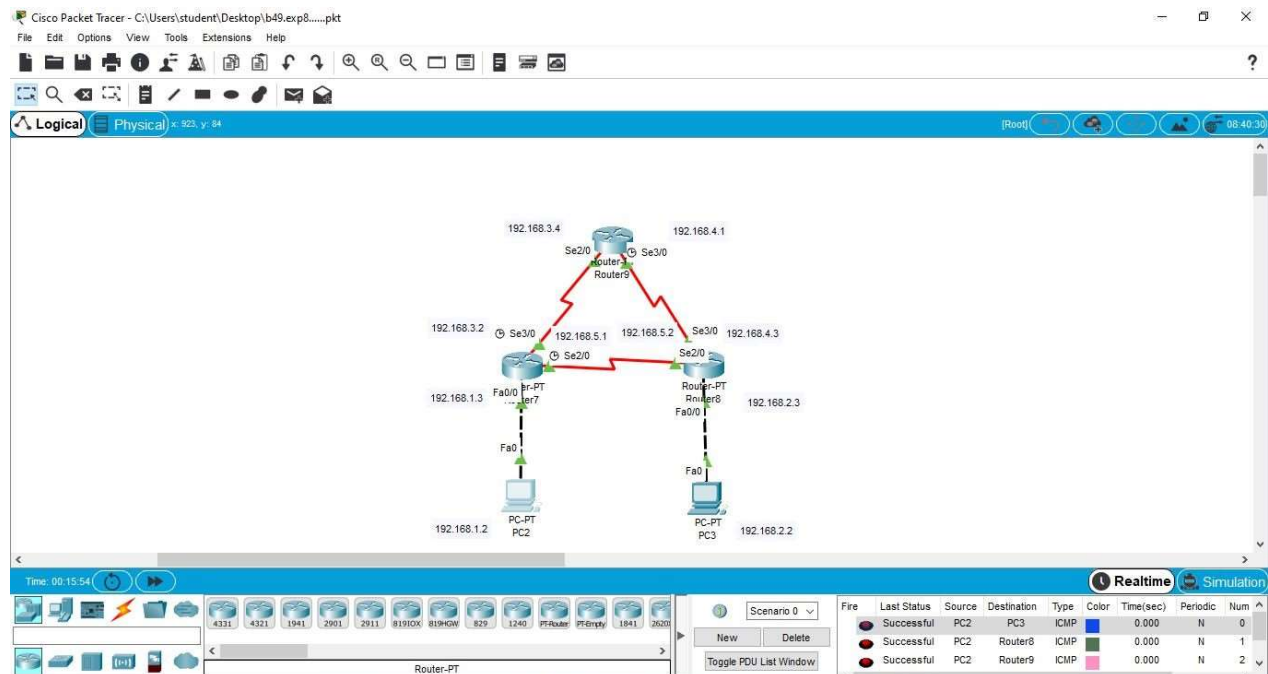 Cisco Packet Tracer - C:\Users\student\Desktop\b49.exp8......pkt
File Edit Options View Tools Extensions Help
?
Logical Physical x: 923, y: 84 [Root] 08:40:30
192.168.3.4 192.168.4.1
Se2/0 Se3/0
Router9
192.168.3.2 Se3/0 192.168.5.1 192.168.5.2 Se3/0 192.168.4.3
Se2/0 Se2/0
Router-PT
Router8
192.168.1.3 Fa0/0 192.168.2.3
Fa0/0
Fa0
Fa0
PC-PT
PC2
192.168.1.2
PC-PT
PC3
192.168.2.2
Time: 00:15:54 Realtime Simulation
4331 4321 1941 2901 2911 819IOX 819HGW 829 1240 PT-Router PT-Empty 1841 2620
Router-PT
Scenario 0
New Delete
Toggle PDU List Window
Fire Last Status Source Destination Type Color Time(sec) Periodic Num
Successful PC2 PC3 ICMP 0.000 N 0
Successful PC2 Router8 ICMP 0.000 N 1
Successful PC2 Router9 ICMP 0.000 N 2